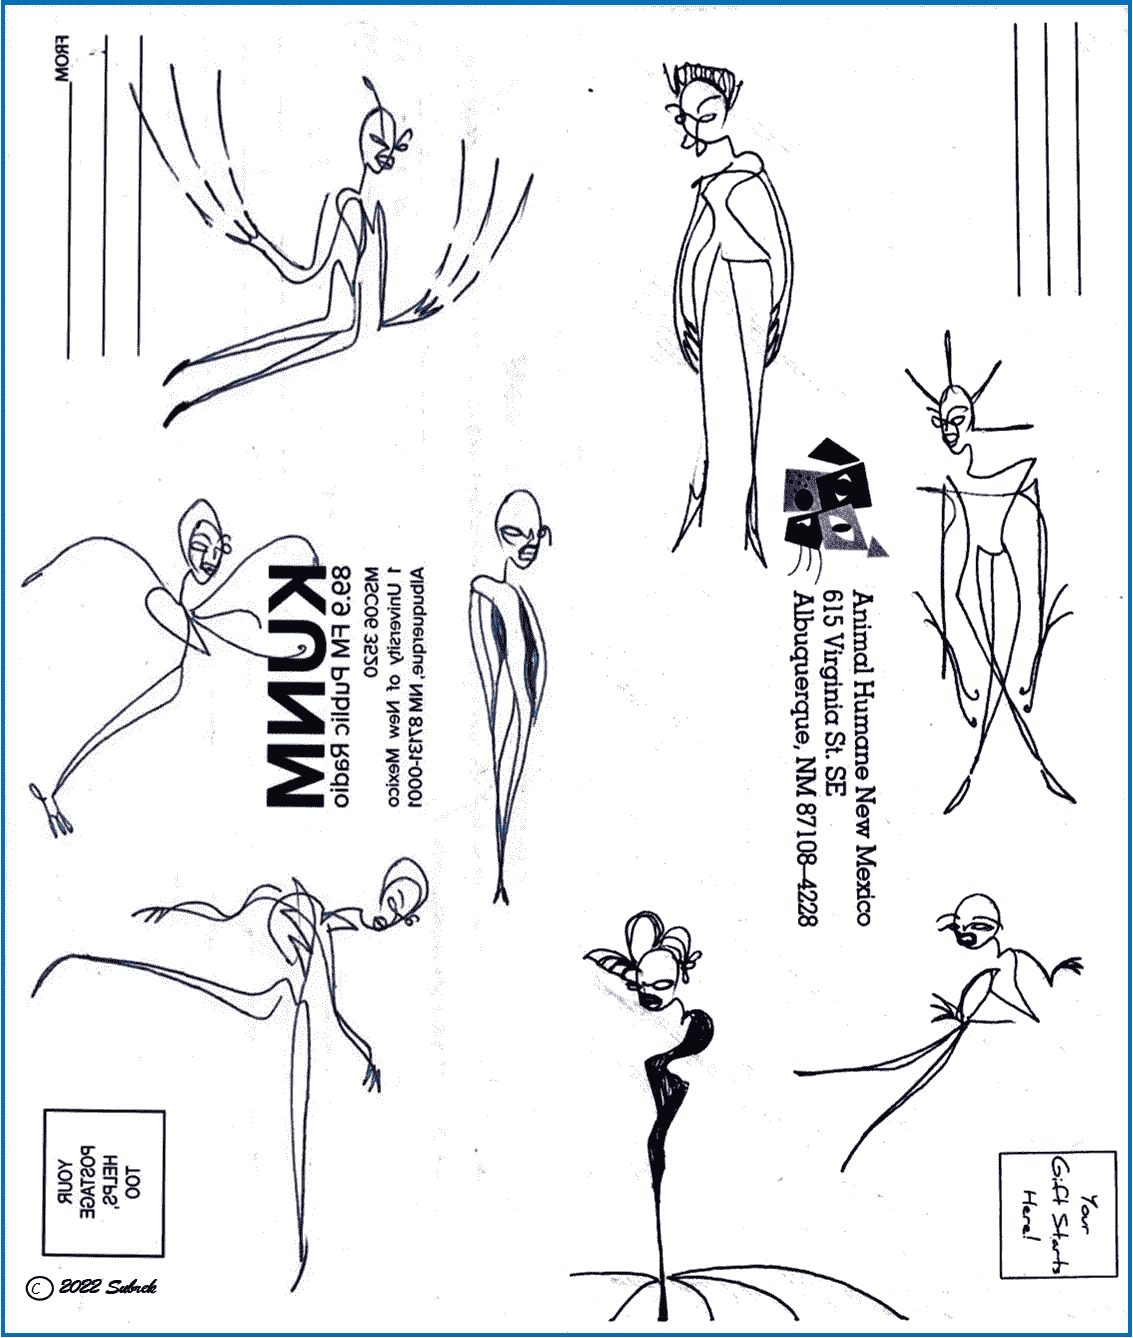 FROM
KUNM
89.9 FM Public Radio
MSC06 3520
1 University of New Mexico
Albuquerque, NM 87131-0001
Animal Humane New Mexico
615 Virginia St. SE
Albuquerque, NM 87108-4228
YOUR
POSTAGE
HELPS,
TOO
Your
Gift Starts
Here!
© 2022 Subrek